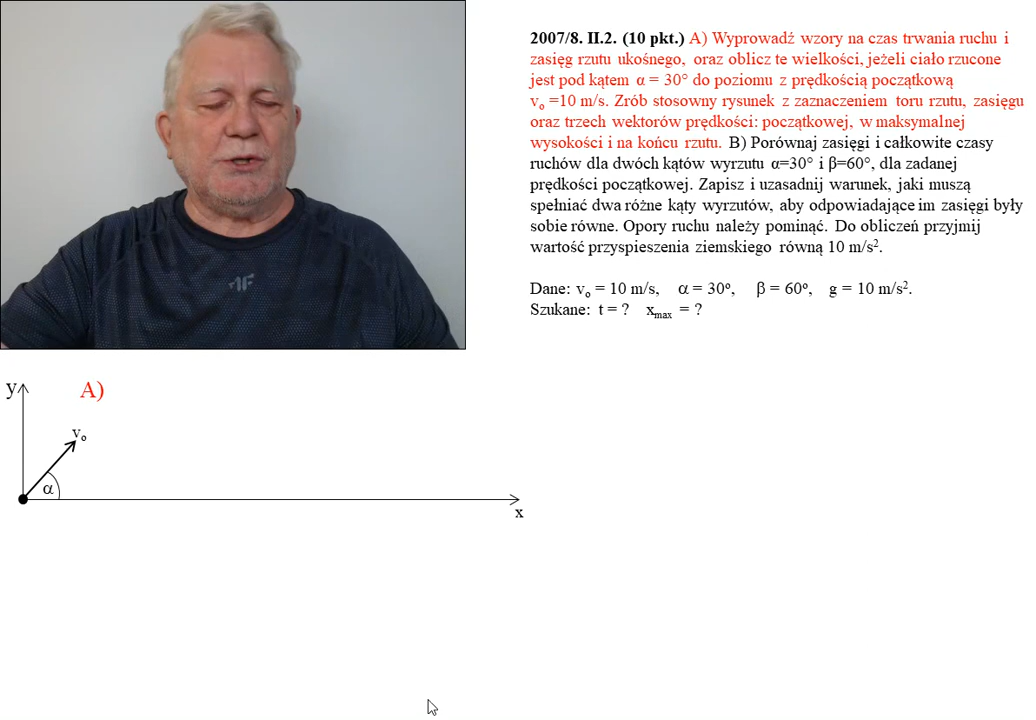 2007/8. II.2. (10 pkt.) A) Wyprowadź wzory na czas trwania ruchu i
zasięg rzutu ukośnego, oraz oblicz te wielkości, jeżeli ciało rzucone
jest pod kątem α = 30° do poziomu z prędkością początkową
vₒ =10 m/s. Zrób stosowny rysunek z zaznaczeniem toru rzutu, zasięgu
oraz trzech wektorów prędkości: początkowej, w maksymalnej
wysokości i na końcu rzutu. B) Porównaj zasięgi i całkowite czasy
ruchów dla dwóch kątów wyrzutu α=30° i β=60°, dla zadanej
prędkości początkowej. Zapisz i uzasadnij warunek, jaki muszą
spełniać dwa różne kąty wyrzutów, aby odpowiadające im zasięgi były
sobie równe. Opory ruchu należy pominąć. Do obliczeń przyjmij
wartość przyspieszenia ziemskiego równą 10 m/s².
Dane: vₒ = 10 m/s, α = 30º, β = 60º, g = 10 m/s².
Szukane: t = ? xₘₐₓ = ?
4F
y
A)
vₒ
α
x